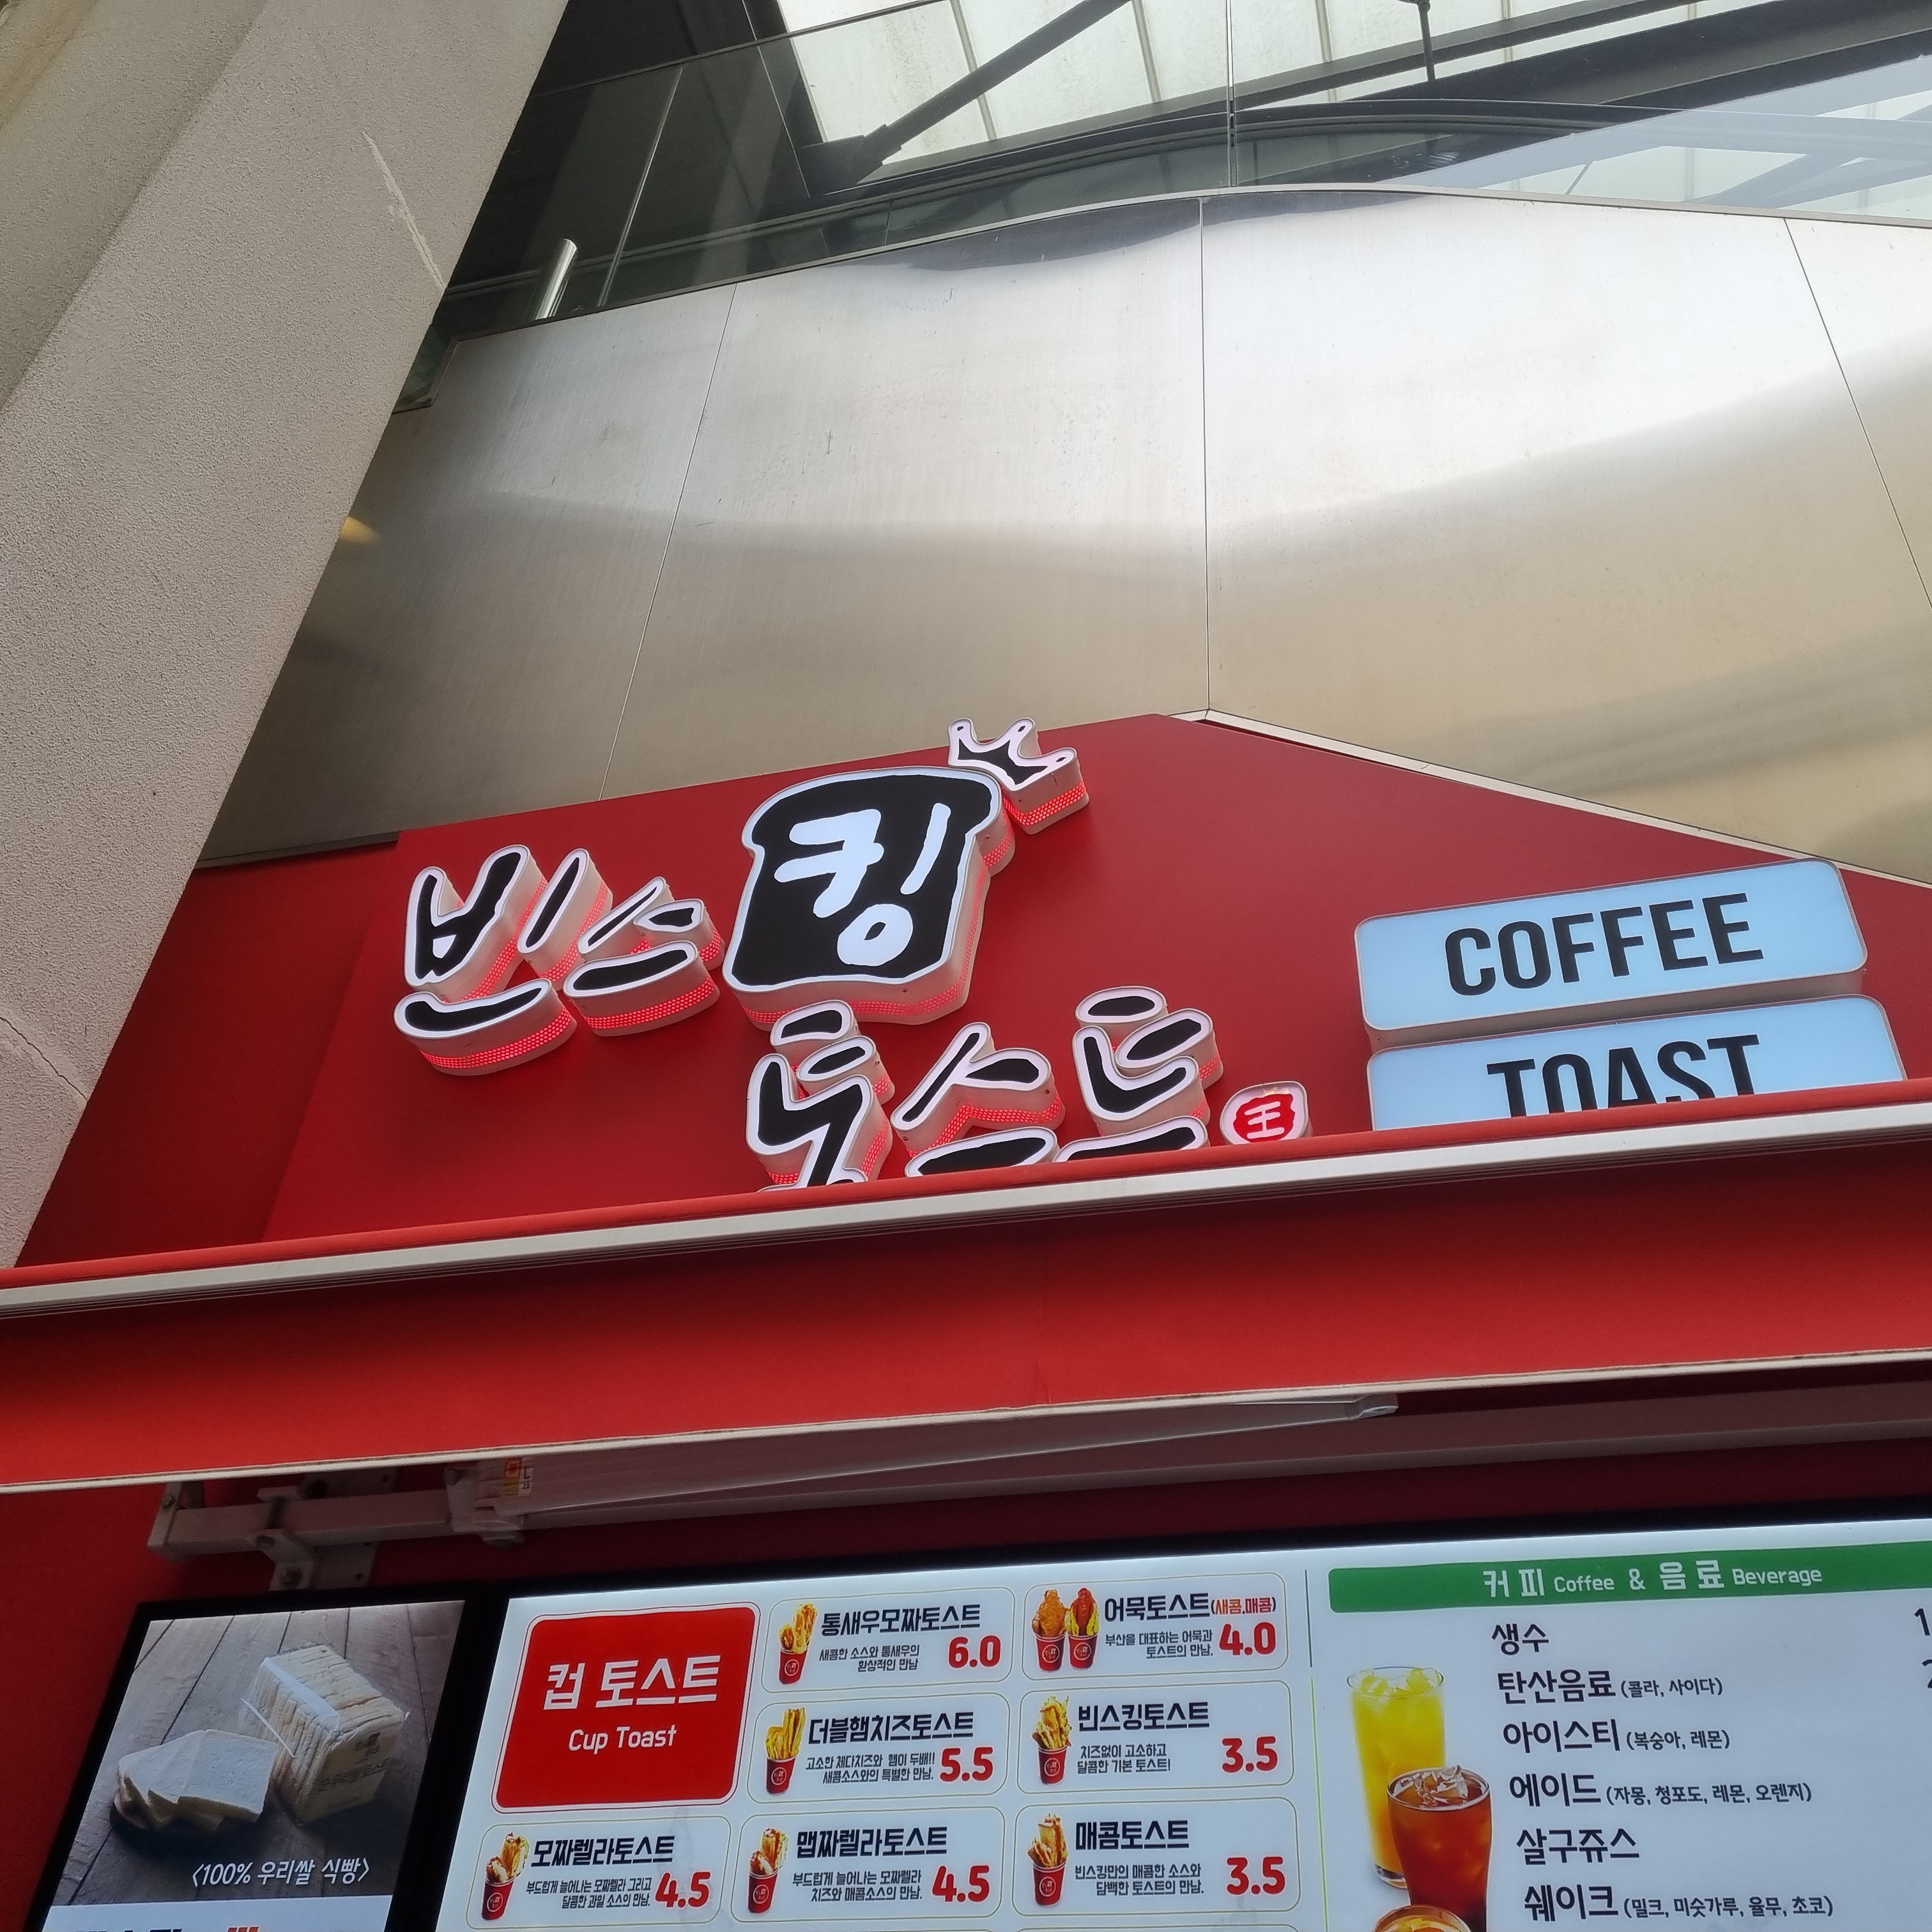 빈스킹
토스트
王
COFFEE
TOAST
컵 토스트
Cup Toast
통새우모짜토스트
새콤한 소스와 통새우의
환상적인 만남
6.0
어묵토스트(새콤,매콤)
부산을 대표하는 어묵과
토스트의 만남.
4.0
더블햄치즈토스트
고소한 체다치즈와 햄이 두배!!
새콤소스와의 특별한 만남.
5.5
빈스킹토스트
치즈없이 고소하고
달콤한 기본 토스트!
3.5
모짜렐라토스트
부드럽게 늘어나는 모짜렐라 그리고
달콤한 과일 소스의 만남.
4.5
맵짜렐라토스트
부드럽게 늘어나는 모짜렐라
치즈와 매콤소스의 만남.
4.5
매콤토스트
빈스킹만의 매콤한 소스와
담백한 토스트의 만남.
3.5
커피 Coffee & 음료 Beverage
생수
탄산음료 (콜라, 사이다)
아이스티 (복숭아, 레몬)
에이드 (자몽, 청포도, 레몬, 오렌지)
살구쥬스
쉐이크 (밀크, 미숫가루, 율무, 초코)
<100% 우리쌀 식빵>